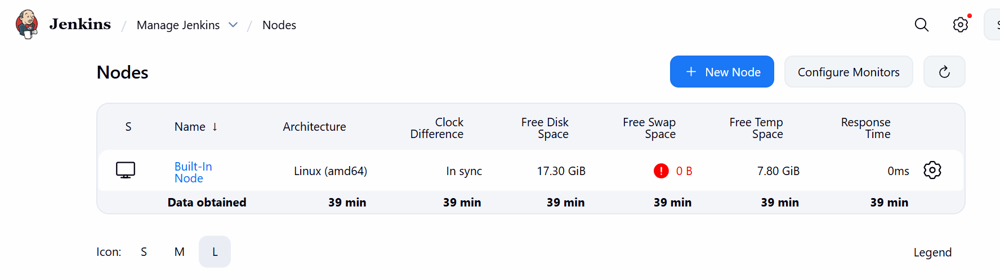 Jenkins / Manage Jenkins / Nodes
S
Nodes
+ New Node
Configure Monitors
S Name ↓ Architecture Clock Difference Free Disk Space Free Swap Space Free Temp Space Response Time
Built-In Node Linux (amd64) In sync 17.30 GiB ! 0 B 7.80 GiB 0ms
Data obtained 39 min 39 min 39 min 39 min 39 min 39 min
Icon: S M L
Legend